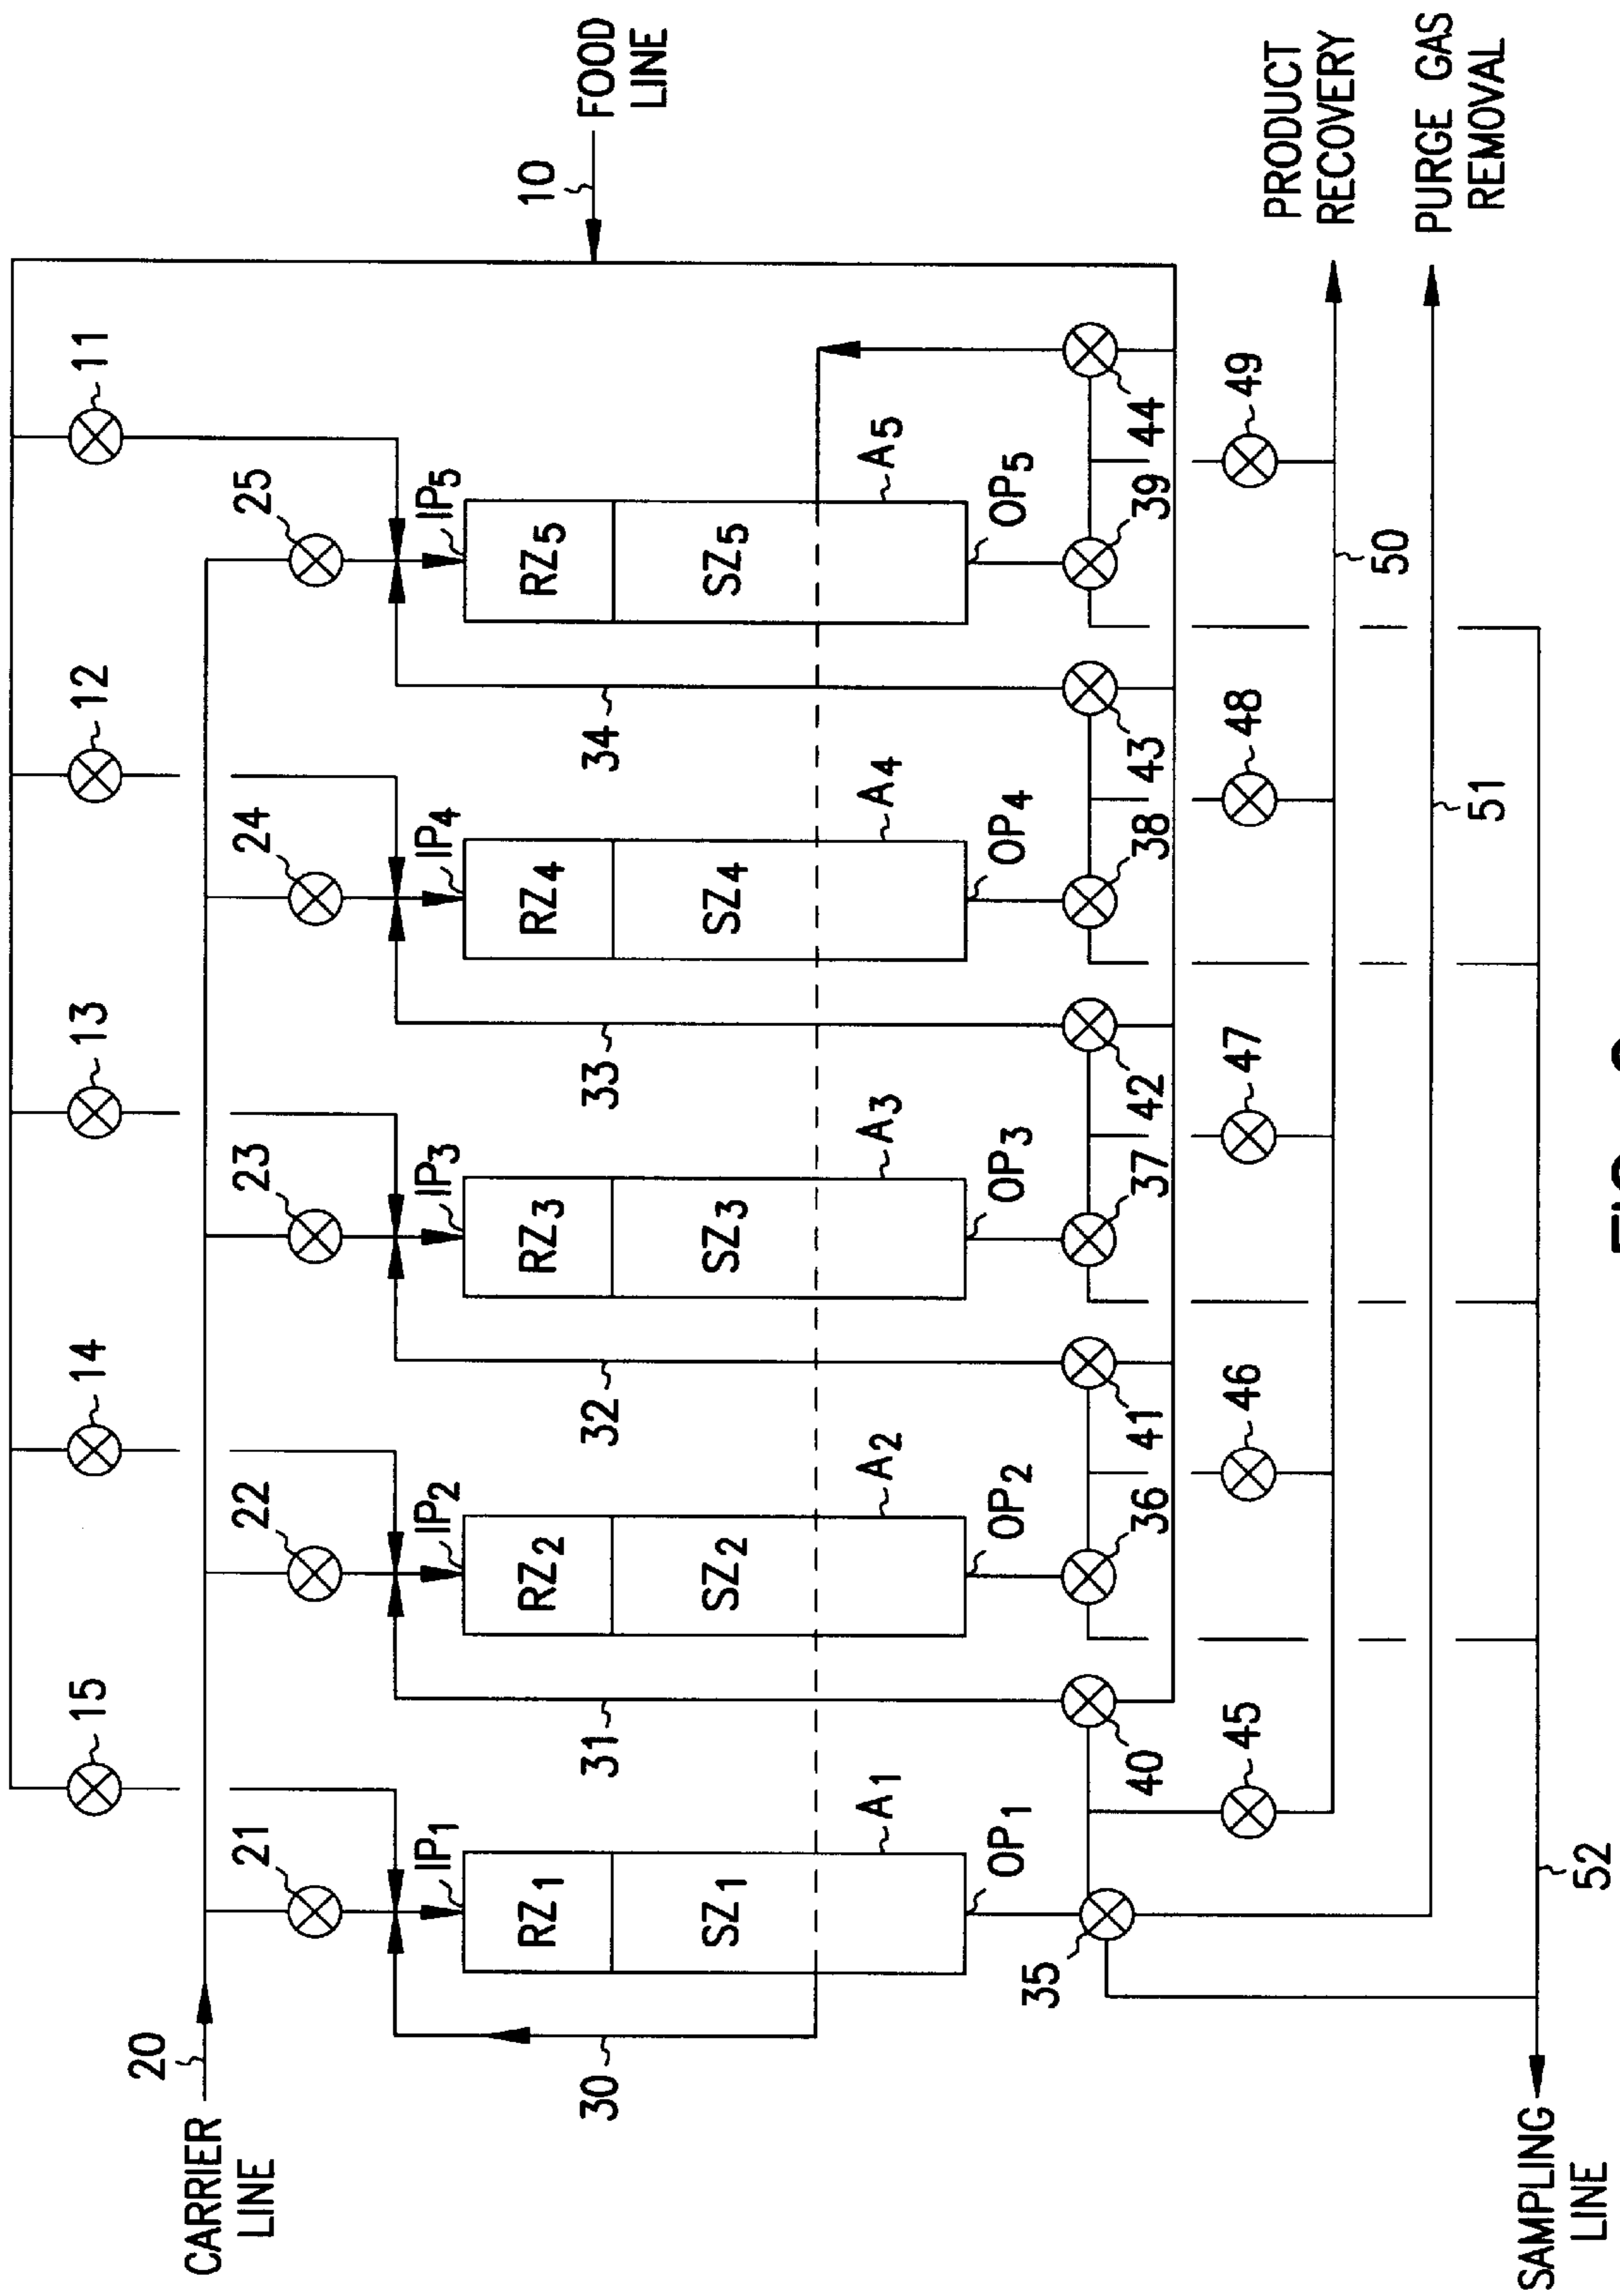 15
14
13
12
11
20
CARRIER
LINE
21
22
23
24
25
10
FOOD
LINE
IP1
IP2
IP3
IP4
IP5
RZ1
RZ2
RZ3
RZ4
RZ5
SZ1
SZ2
SZ3
SZ4
SZ5
30
31
32
33
34
A1
A2
A3
A4
A5
OP1
OP2
OP3
OP4
OP5
35
40
36
41
37
42
38
43
39
44
45
46
47
48
49
PRODUCT
RECOVERY
50
PURGE GAS
REMOVAL
51
52
SAMPLING
LINE